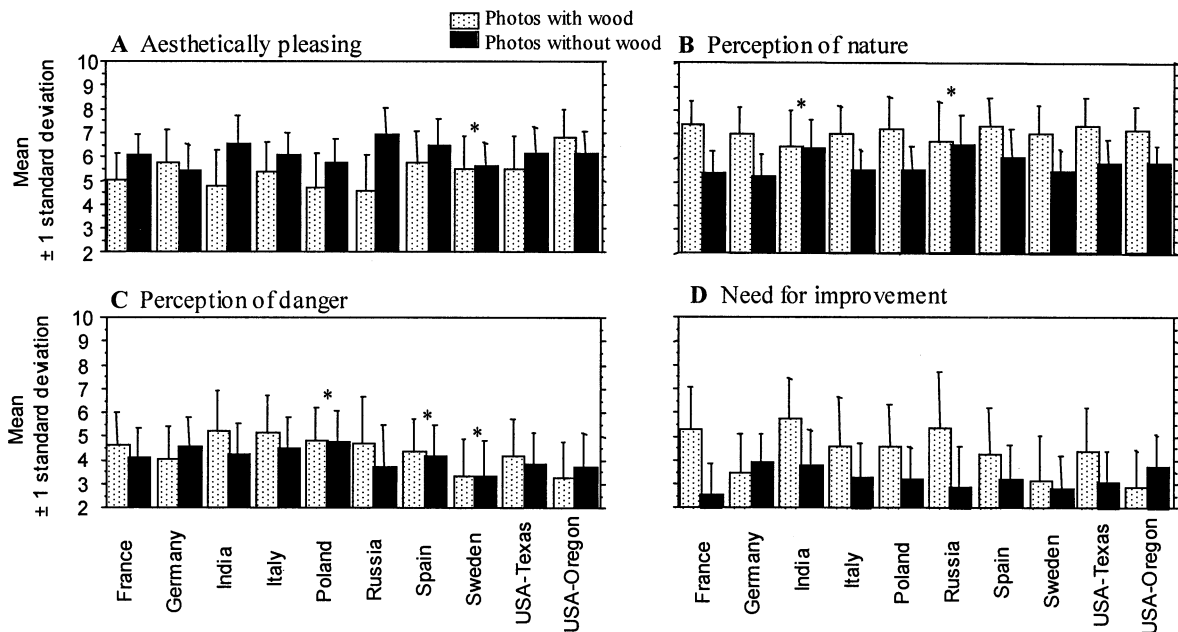 Photos with wood
Photos without wood
A Aesthetically pleasing
B Perception of nature
Mean
± 1 standard deviation
10
9
8
7
6
5
4
3
2
*
*
*
C Perception of danger
D Need for improvement
Mean
± 1 standard deviation
10
9
8
7
6
5
4
3
2
*
*
*
France
Germany
India
Italy
Poland
Russia
Spain
Sweden
USA-Texas
USA-Oregon
France
Germany
India
Italy
Poland
Russia
Spain
Sweden
USA-Texas
USA-Oregon